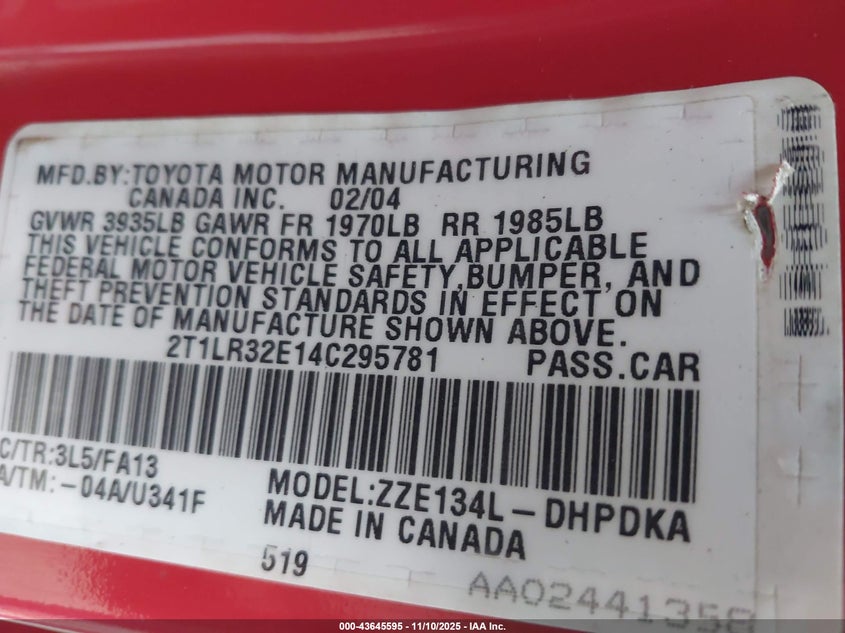 MFD.BY:TOYOTA MOTOR MANUFACTURING
CANADA INC. 02/04
GVWR 3935LB GAWR FR 1970LB RR 1985LB
THIS VEHICLE CONFORMS TO ALL APPLICABLE
FEDERAL MOTOR VEHICLE SAFETY,BUMPER, AND
THEFT PREVENTION STANDARDS IN EFFECT ON
THE DATE OF MANUFACTURE SHOWN ABOVE.
2T1LR32E14C295781 PASS.CAR
C/TR:3L5/FA13
A/TM:-04A/U341F
MODEL:ZZE134L-DHPDKA
MADE IN CANADA
519
AA02441358
000-43645595 - 11/10/2025 - IAA Inc.